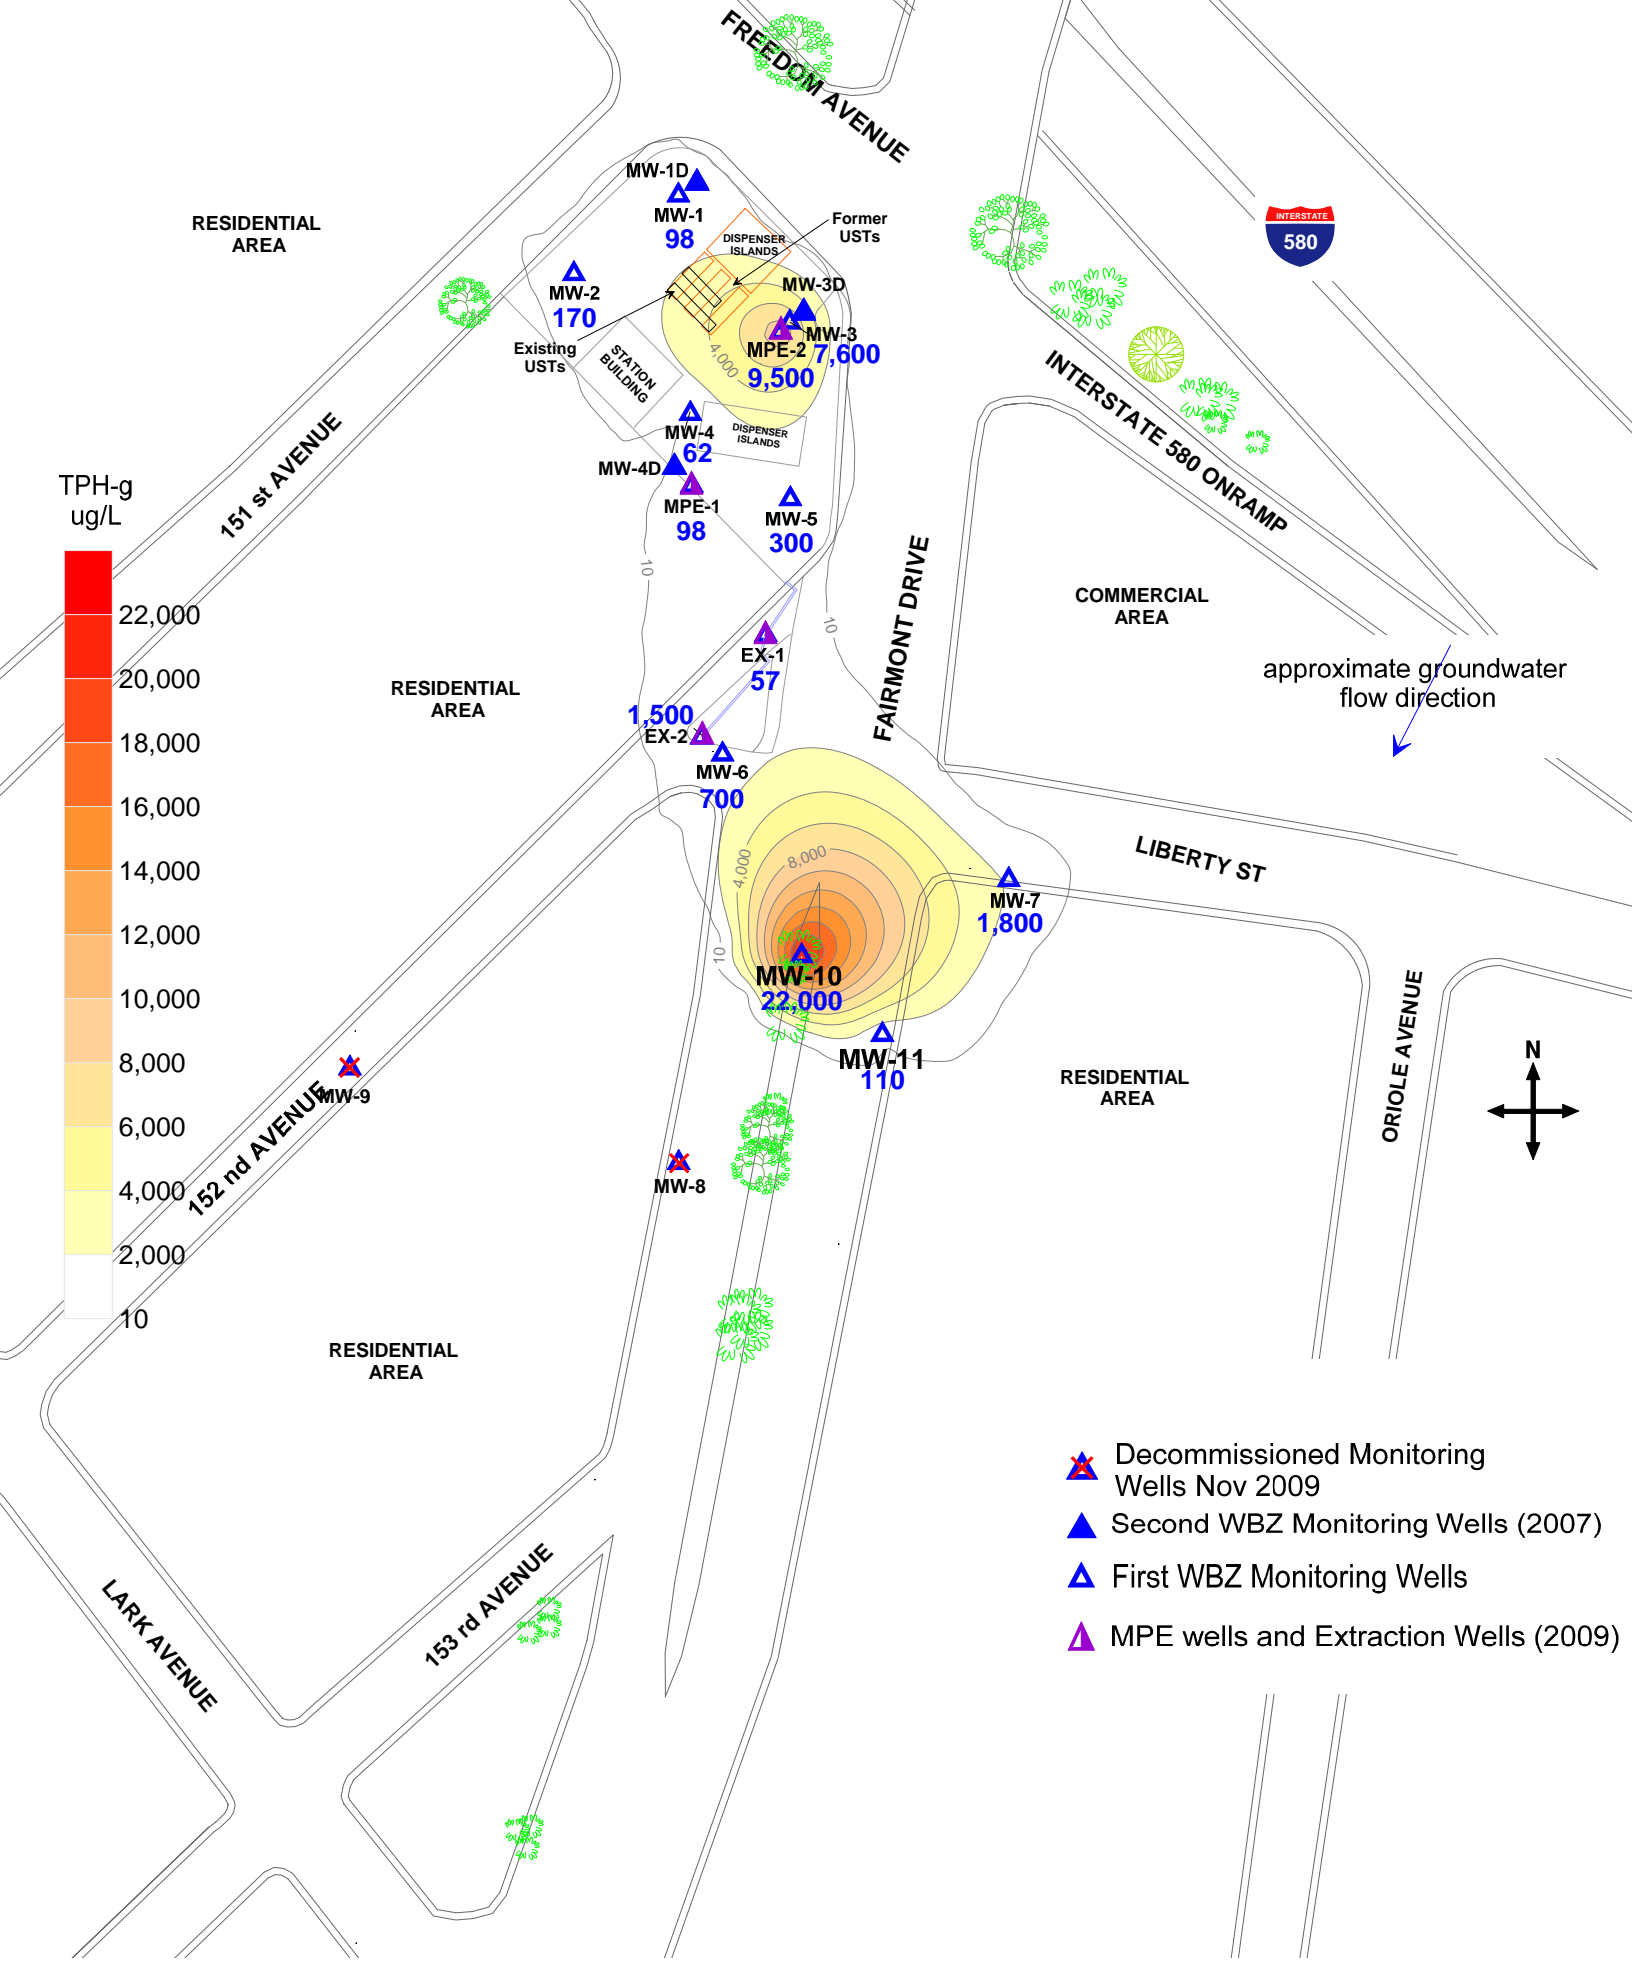 FREEDOM AVENUE
MW-1D
MW-1
98
RESIDENTIAL
AREA
Former
USTs
DISPENSER
ISLANDS
INTERSTATE
580
MW-2
170
MW-3D
MW-3
7,600
MPE-2
9,500
4,000
Existing
USTs
STATION
BUILDING
INTERSTATE 580 ONRAMP
MW-4
62
DISPENSER
ISLANDS
MW-4D
MPE-1
98
MW-5
300
151 st AVENUE
TPH-g
ug/L
22,000
20,000
18,000
16,000
14,000
12,000
10,000
8,000
6,000
4,000
2,000
10
10
10
FAIRMONT DRIVE
COMMERCIAL
AREA
EX-1
57
RESIDENTIAL
AREA
approximate groundwater
flow direction
1,500
EX-2
MW-6
700
LIBERTY ST
4,000
8,000
MW-7
1,800
10
MW-10
22,000
MW-11
110
ORIOLE AVENUE
N
RESIDENTIAL
AREA
MW-9
152 nd AVENUE
MW-8
RESIDENTIAL
AREA
Decommissioned Monitoring
Wells Nov 2009
Second WBZ Monitoring Wells (2007)
First WBZ Monitoring Wells
MPE wells and Extraction Wells (2009)
LARK AVENUE
153 rd AVENUE